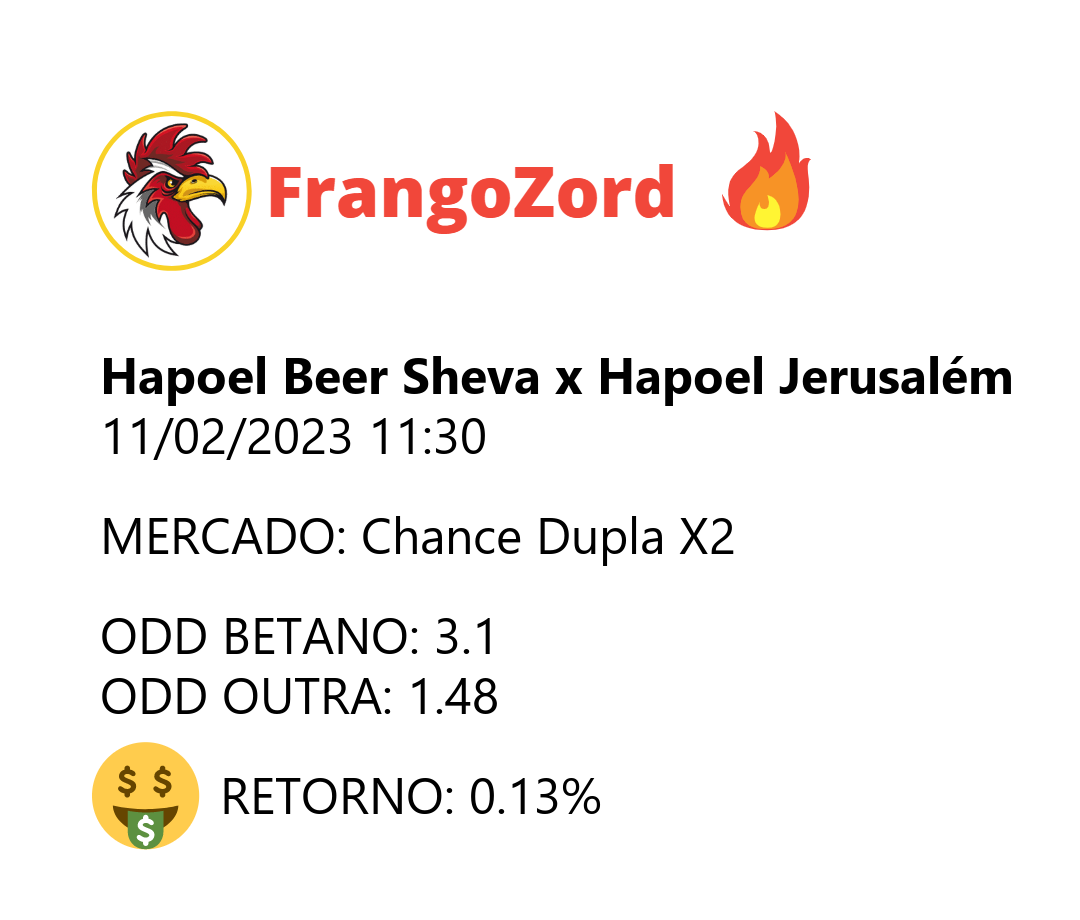 FrangoZord
Hapoel Beer Sheva x Hapoel Jerusalém
11/02/2023 11:30
MERCADO: Chance Dupla X2
ODD BETANO: 3.1
ODD OUTRA: 1.48
$ $
$
RETORNO: 0.13%